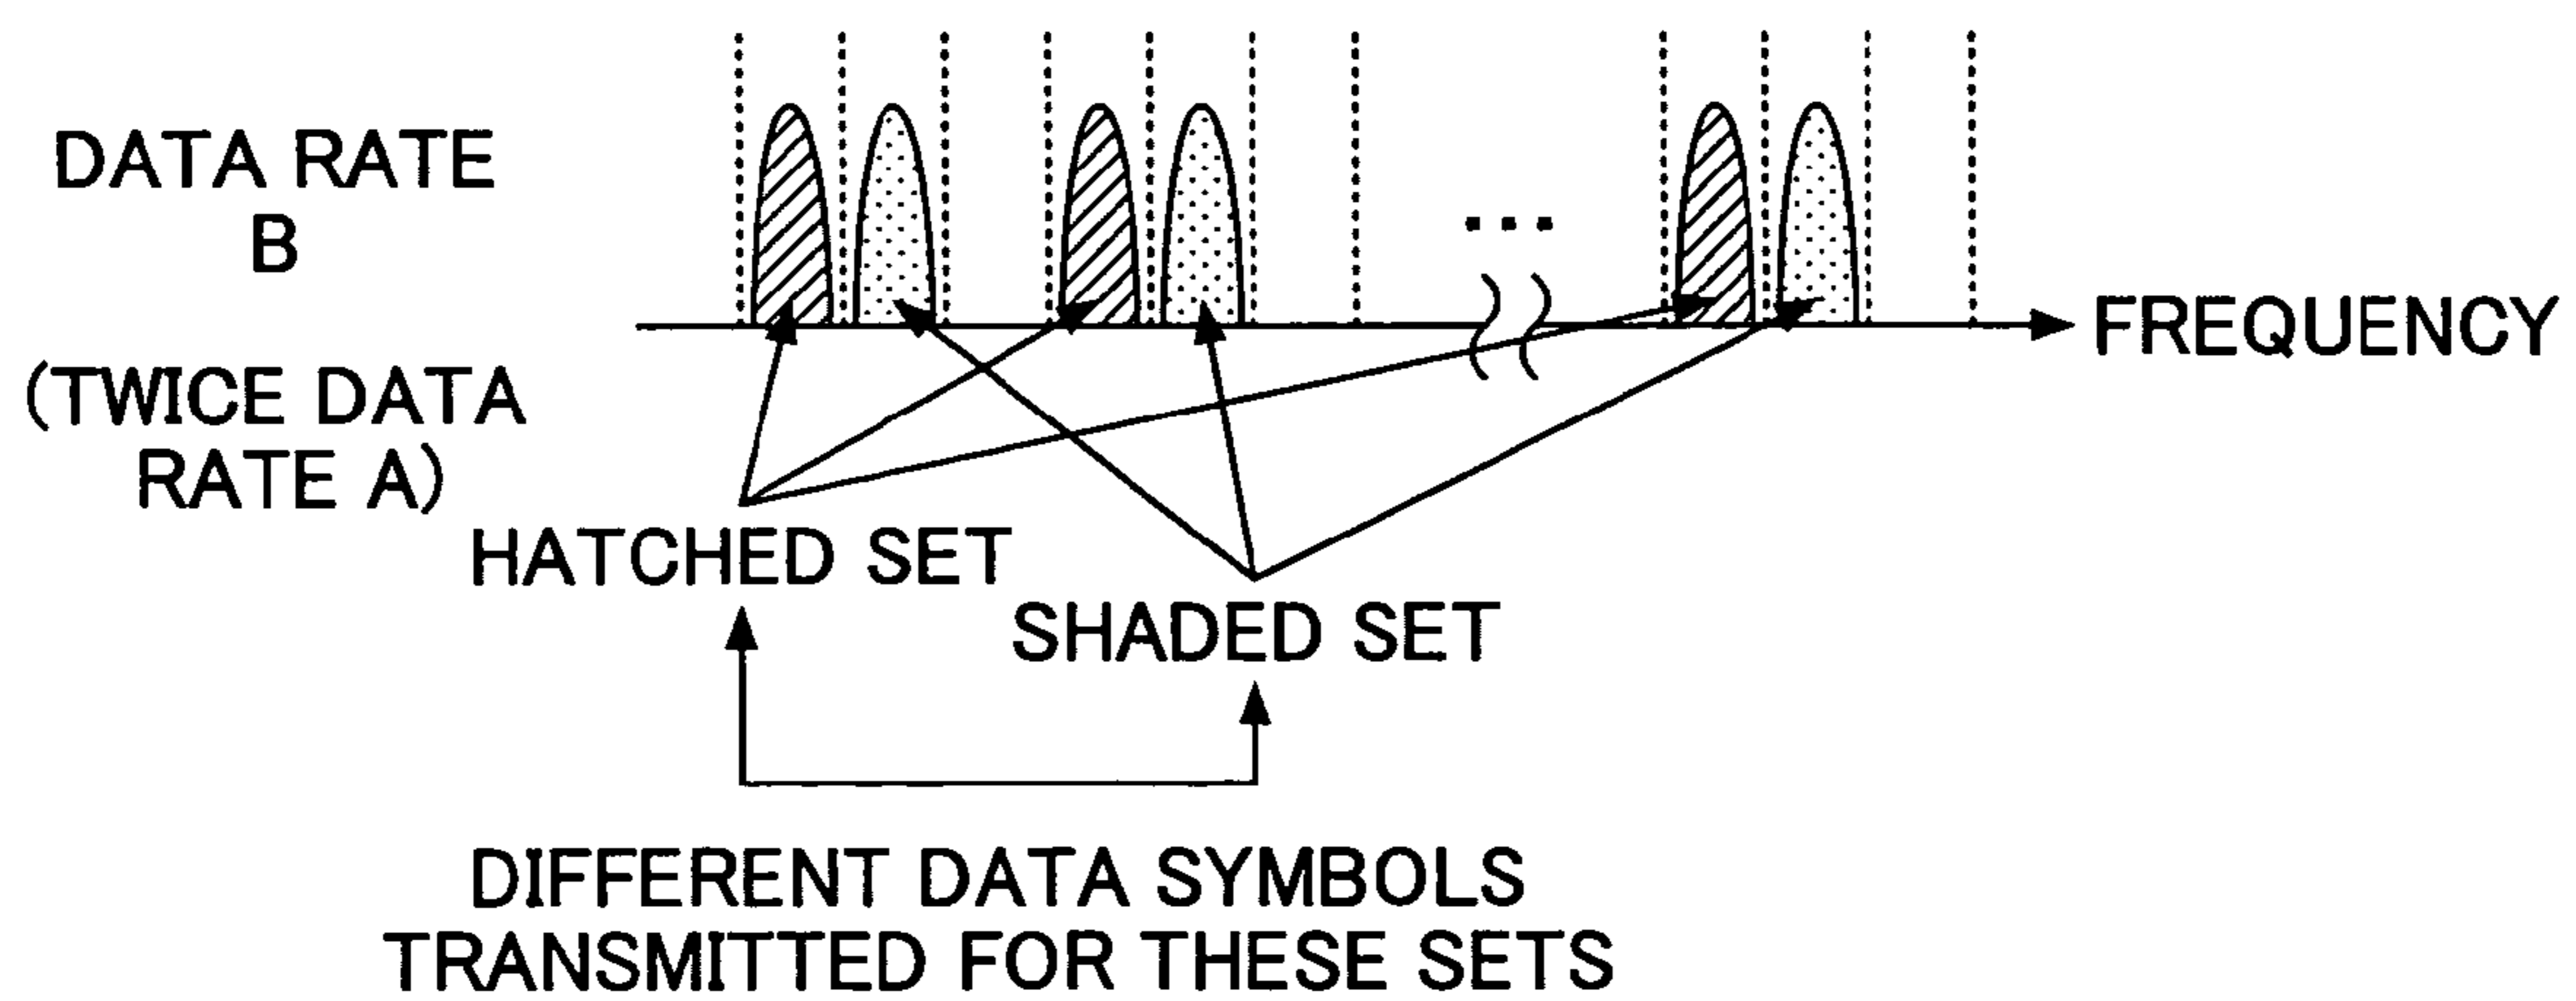 DATA RATE
B
(TWICE DATA
RATE A)
...
FREQUENCY
HATCHED SET
SHADED SET
DIFFERENT DATA SYMBOLS
TRANSMITTED FOR THESE SETS